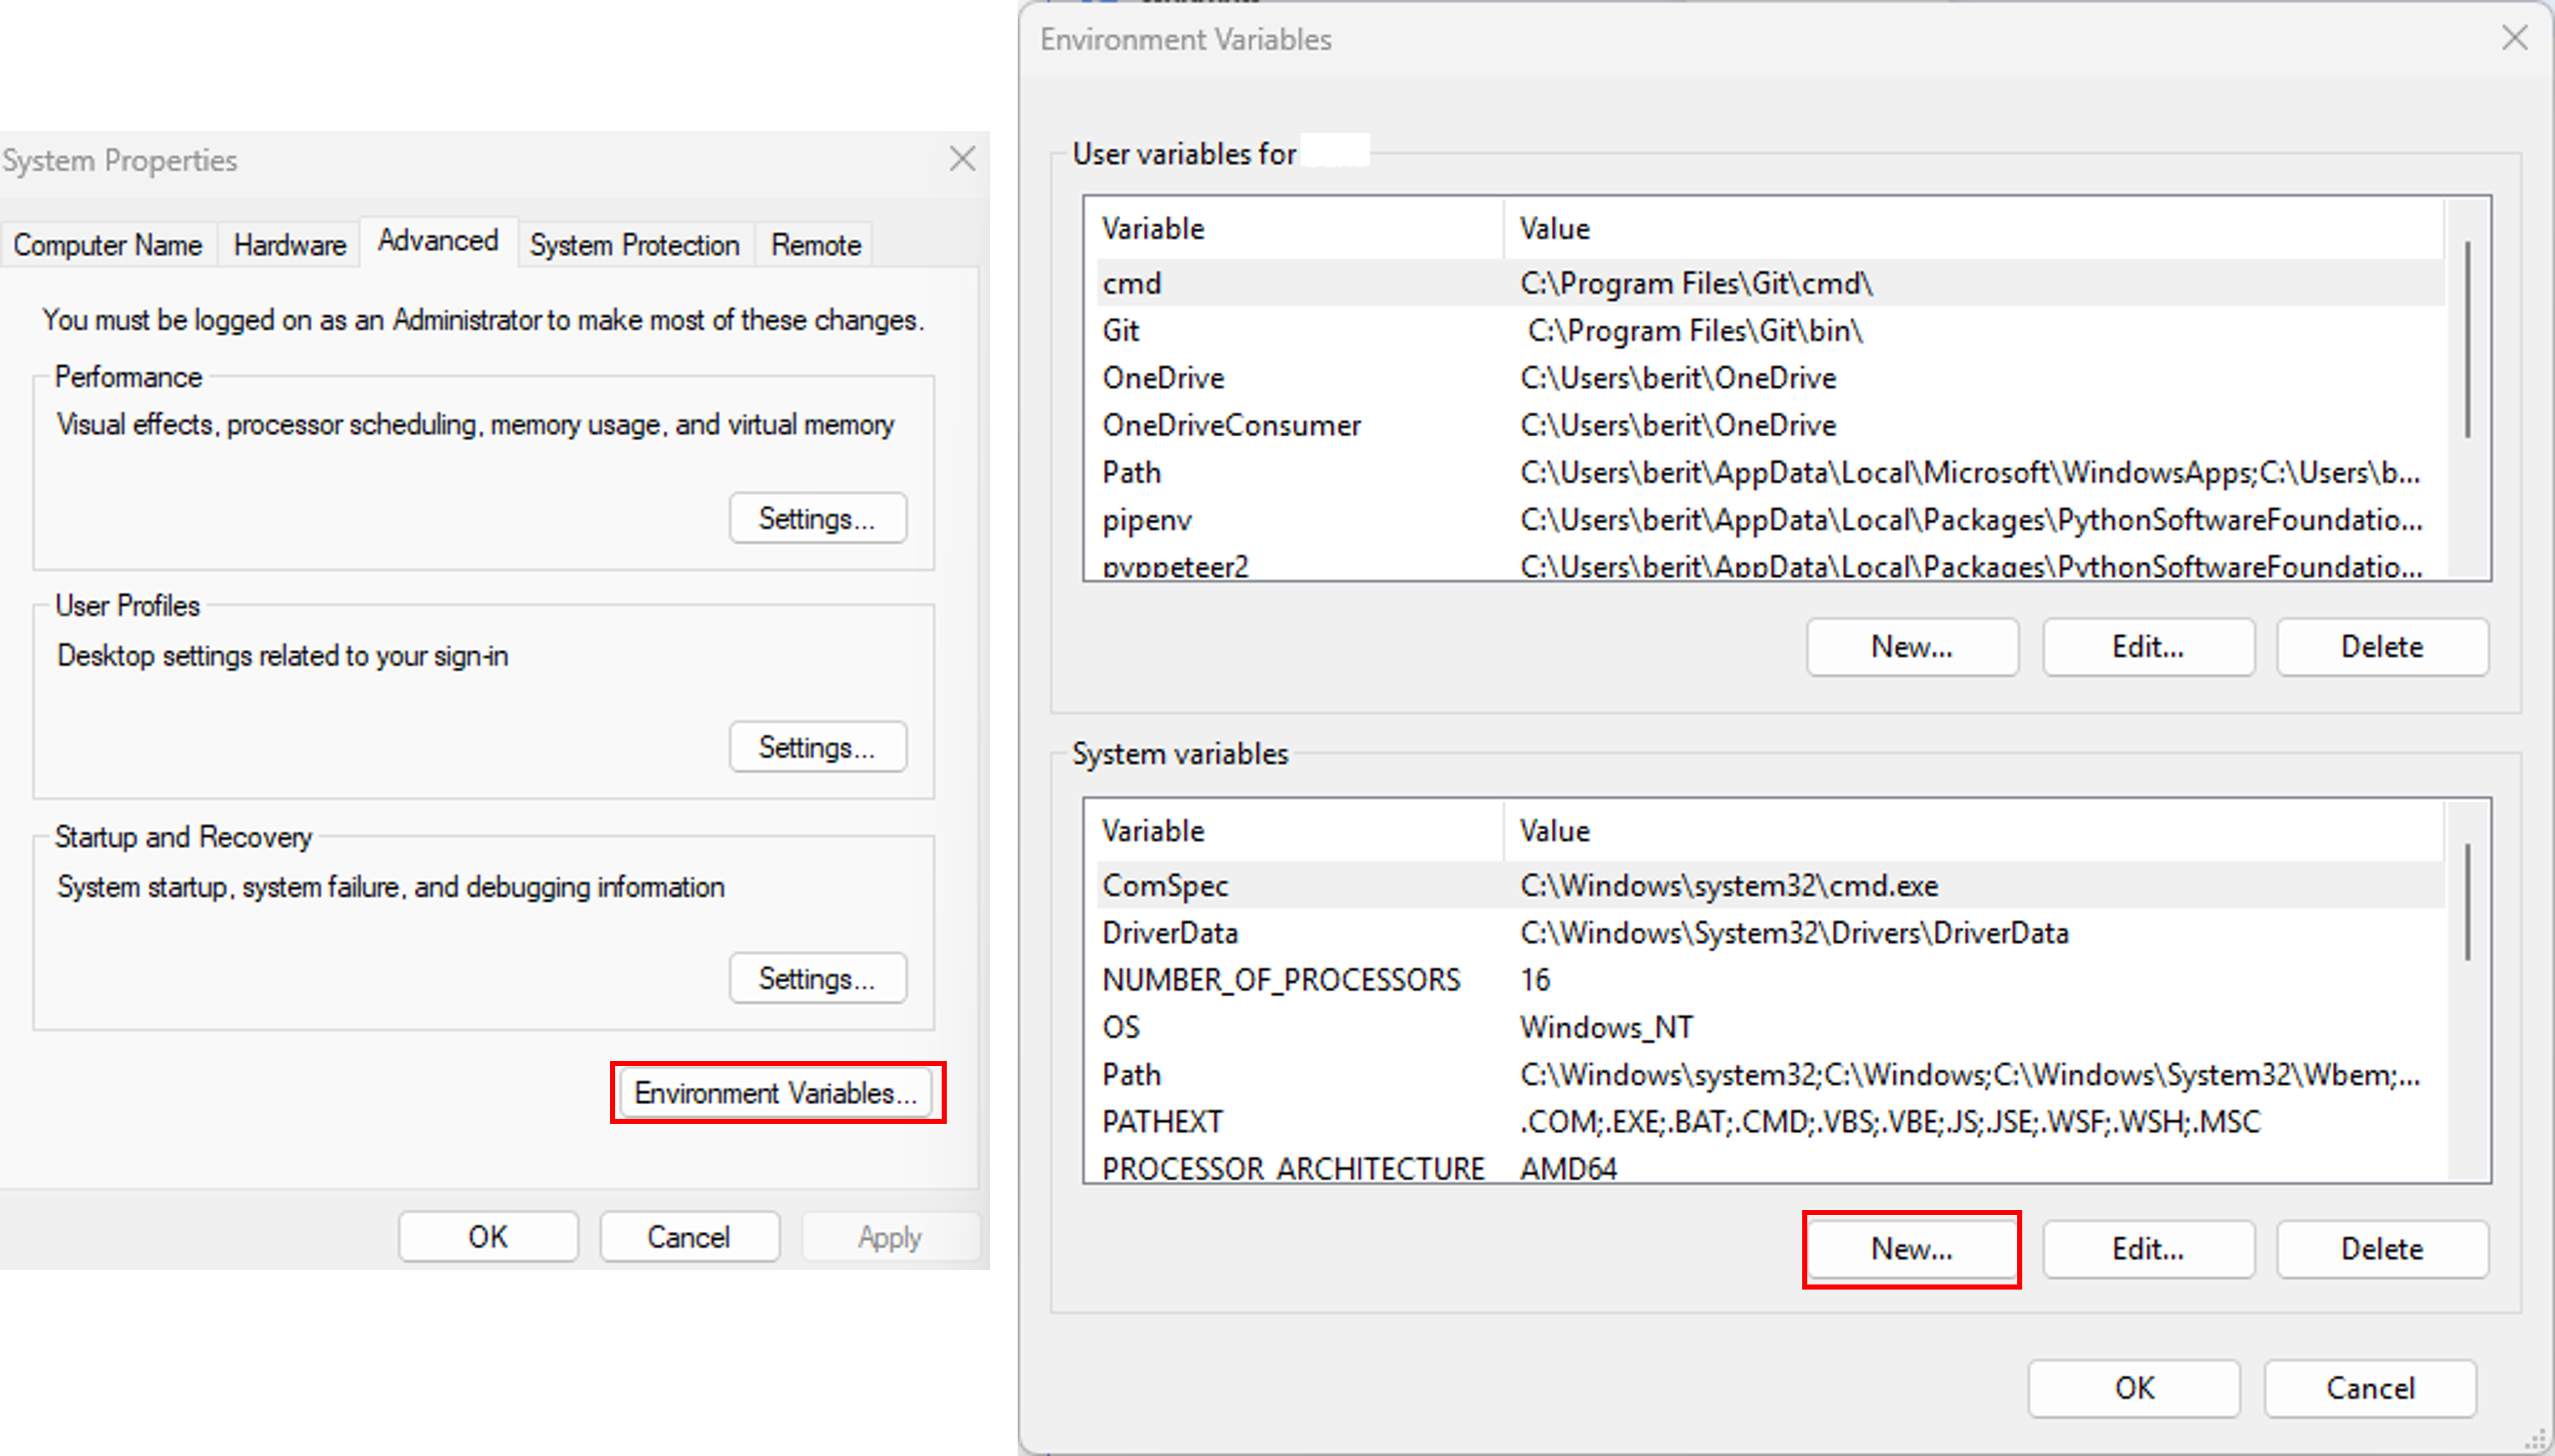 System Properties
Computer Name Hardware Advanced System Protection Remote
You must be logged on as an Administrator to make most of these changes.
Performance
Visual effects, processor scheduling, memory usage, and virtual memory
Settings...
User Profiles
Desktop settings related to your sign-in
Settings...
Startup and Recovery
System startup, system failure, and debugging information
Settings...
Environment Variables...
OK Cancel Apply
Environment Variables
User variables for
Variable Value
cmd C:\Program Files\Git\cmd\
Git C:\Program Files\Git\bin\
OneDrive C:\Users\berit\OneDrive
OneDriveConsumer C:\Users\berit\OneDrive
Path C:\Users\berit\AppData\Local\Microsoft\WindowsApps;C:\Users\b...
pipenv C:\Users\berit\AppData\Local\Packages\PythonSoftwareFoundatio...
pyppeteer2 C:\Users\berit\AppData\Local\Packages\PythonSoftwareFoundatio...
New... Edit... Delete
System variables
Variable Value
ComSpec C:\Windows\system32\cmd.exe
DriverData C:\Windows\System32\Drivers\DriverData
NUMBER_OF_PROCESSORS 16
OS Windows_NT
Path C:\Windows\system32;C:\Windows;C:\Windows\System32\Wbem;...
PATHEXT .COM;.EXE;.BAT;.CMD;.VBS;.VBE;.JS;.JSE;.WSF;.WSH;.MSC
PROCESSOR_ARCHITECTURE AMD64
New... Edit... Delete
OK Cancel